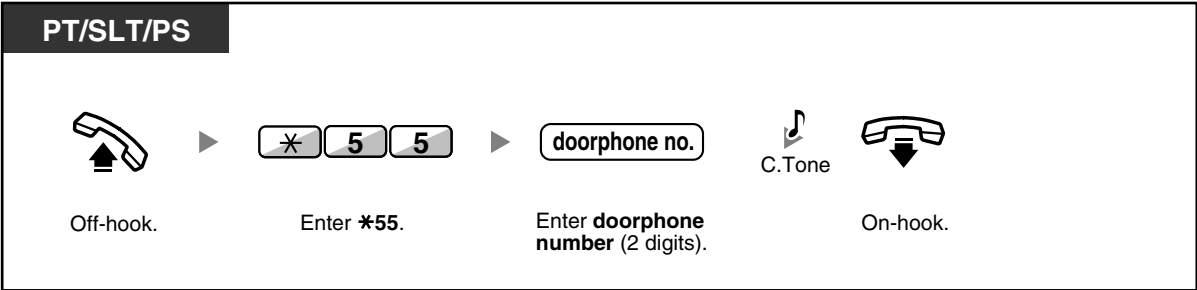 PT/SLT/PS
✳ 5 5
doorphone no.
C.Tone
Off-hook.
Enter ✳55.
Enter doorphone
number (2 digits).
On-hook.